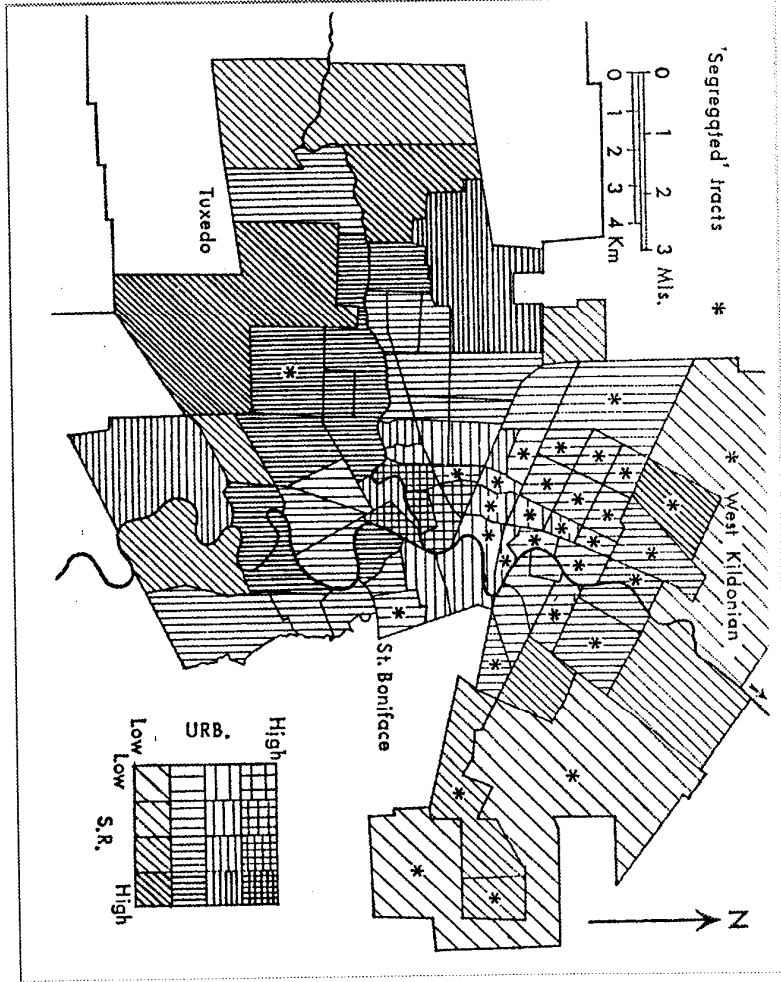 'Segregated' tracts *
0 1 2 3 Mls.
0 1 2 3 4 Km
West Kildonian
Tuxedo
St. Boniface
N
High
URB.
Low
Low S.R. High